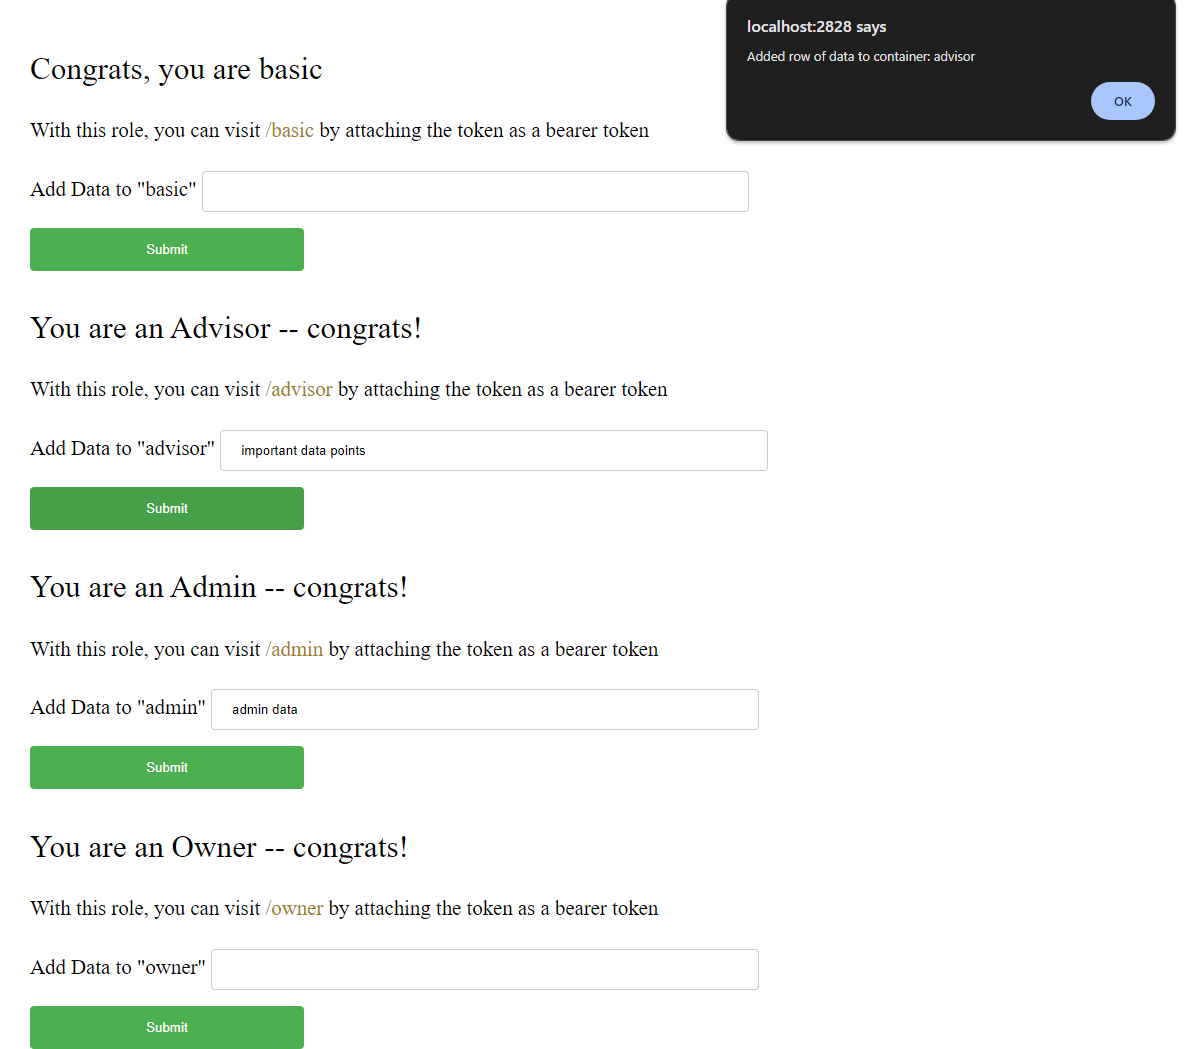 localhost:2828 says
Added row of data to container: advisor
OK
Congrats, you are basic
With this role, you can visit /basic by attaching the token as a bearer token
Add Data to "basic"
Submit
You are an Advisor -- congrats!
With this role, you can visit /advisor by attaching the token as a bearer token
Add Data to "advisor" important data points
Submit
You are an Admin -- congrats!
With this role, you can visit /admin by attaching the token as a bearer token
Add Data to "admin" admin data
Submit
You are an Owner -- congrats!
With this role, you can visit /owner by attaching the token as a bearer token
Add Data to "owner"
Submit